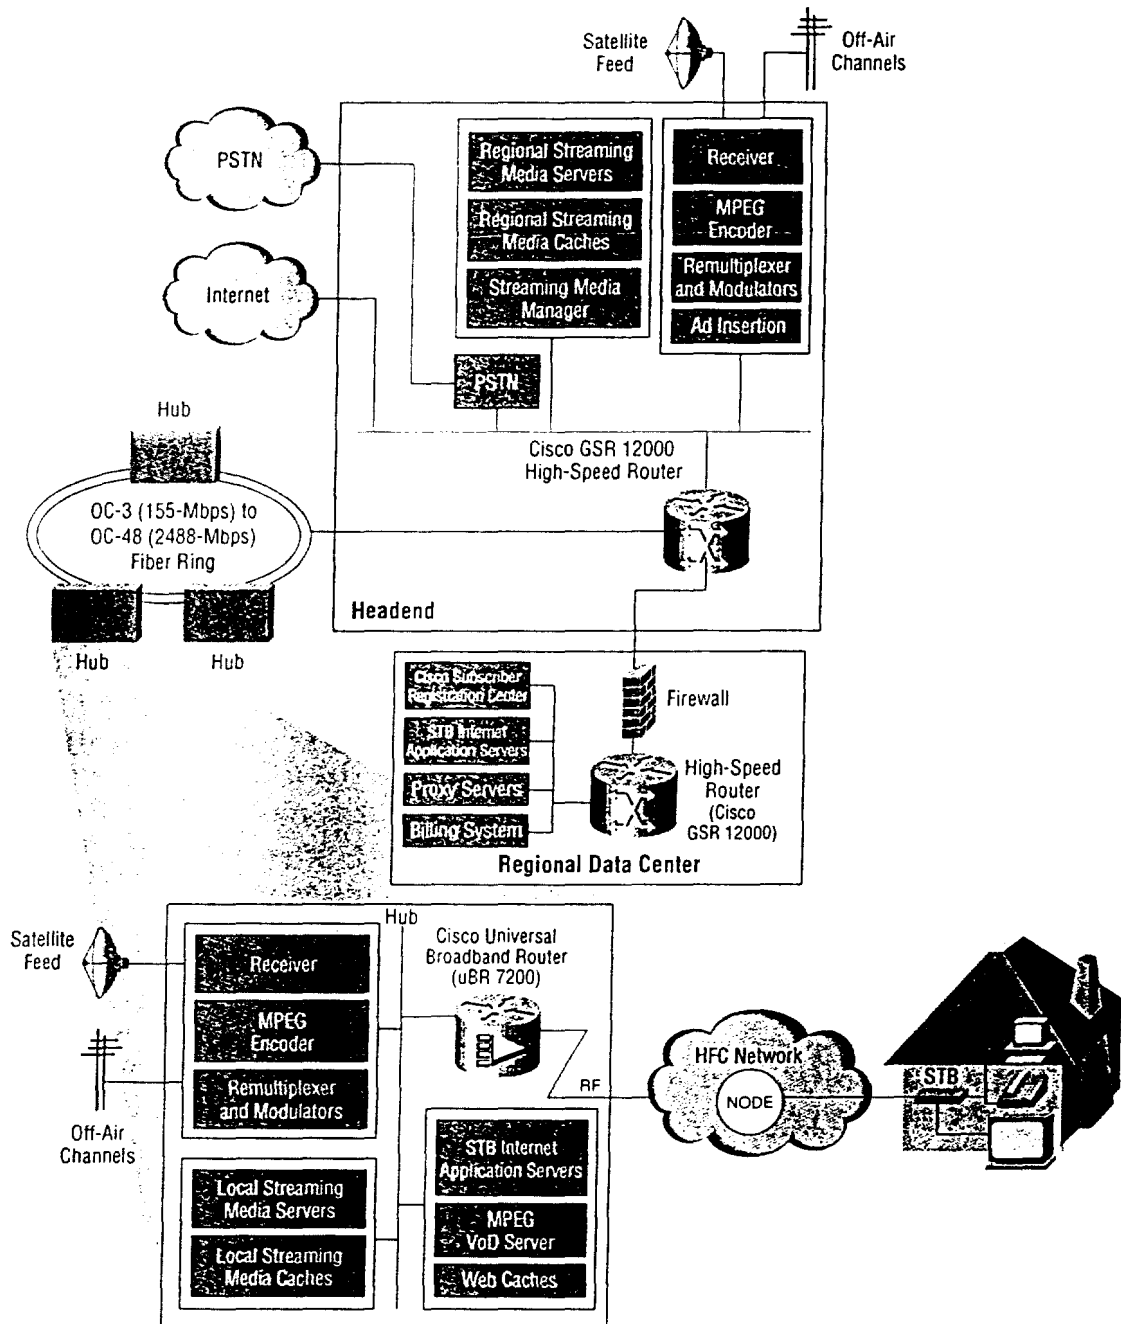 Satellite
Feed
Off-Air
Channels
PSTN
Internet
Regional Streaming
Media Servers
Regional Streaming
Media Caches
Streaming Media
Manager
Receiver
MPEG
Encoder
Remultiplexer
and Modulators
Ad Insertion
PSTN
Cisco GSR 12000
High-Speed Router
Hub
OC-3 (155-Mbps) to
OC-48 (2488-Mbps)
Fiber Ring
Hub
Hub
Headend
Cisco Subscriber
Registration Center
STB Internet
Application Servers
Proxy Servers
Billing System
Firewall
High-Speed
Router
(Cisco
GSR 12000)
Regional Data Center
Hub
Satellite
Feed
Off-Air
Channels
Receiver
MPEG
Encoder
Remultiplexer
and Modulators
Local Streaming
Media Servers
Local Streaming
Media Caches
Cisco Universal
Broadband Router
(uBR 7200)
RF
STB Internet
Application Servers
MPEG
VoD Server
Web Caches
HFC Network
NODE
STB